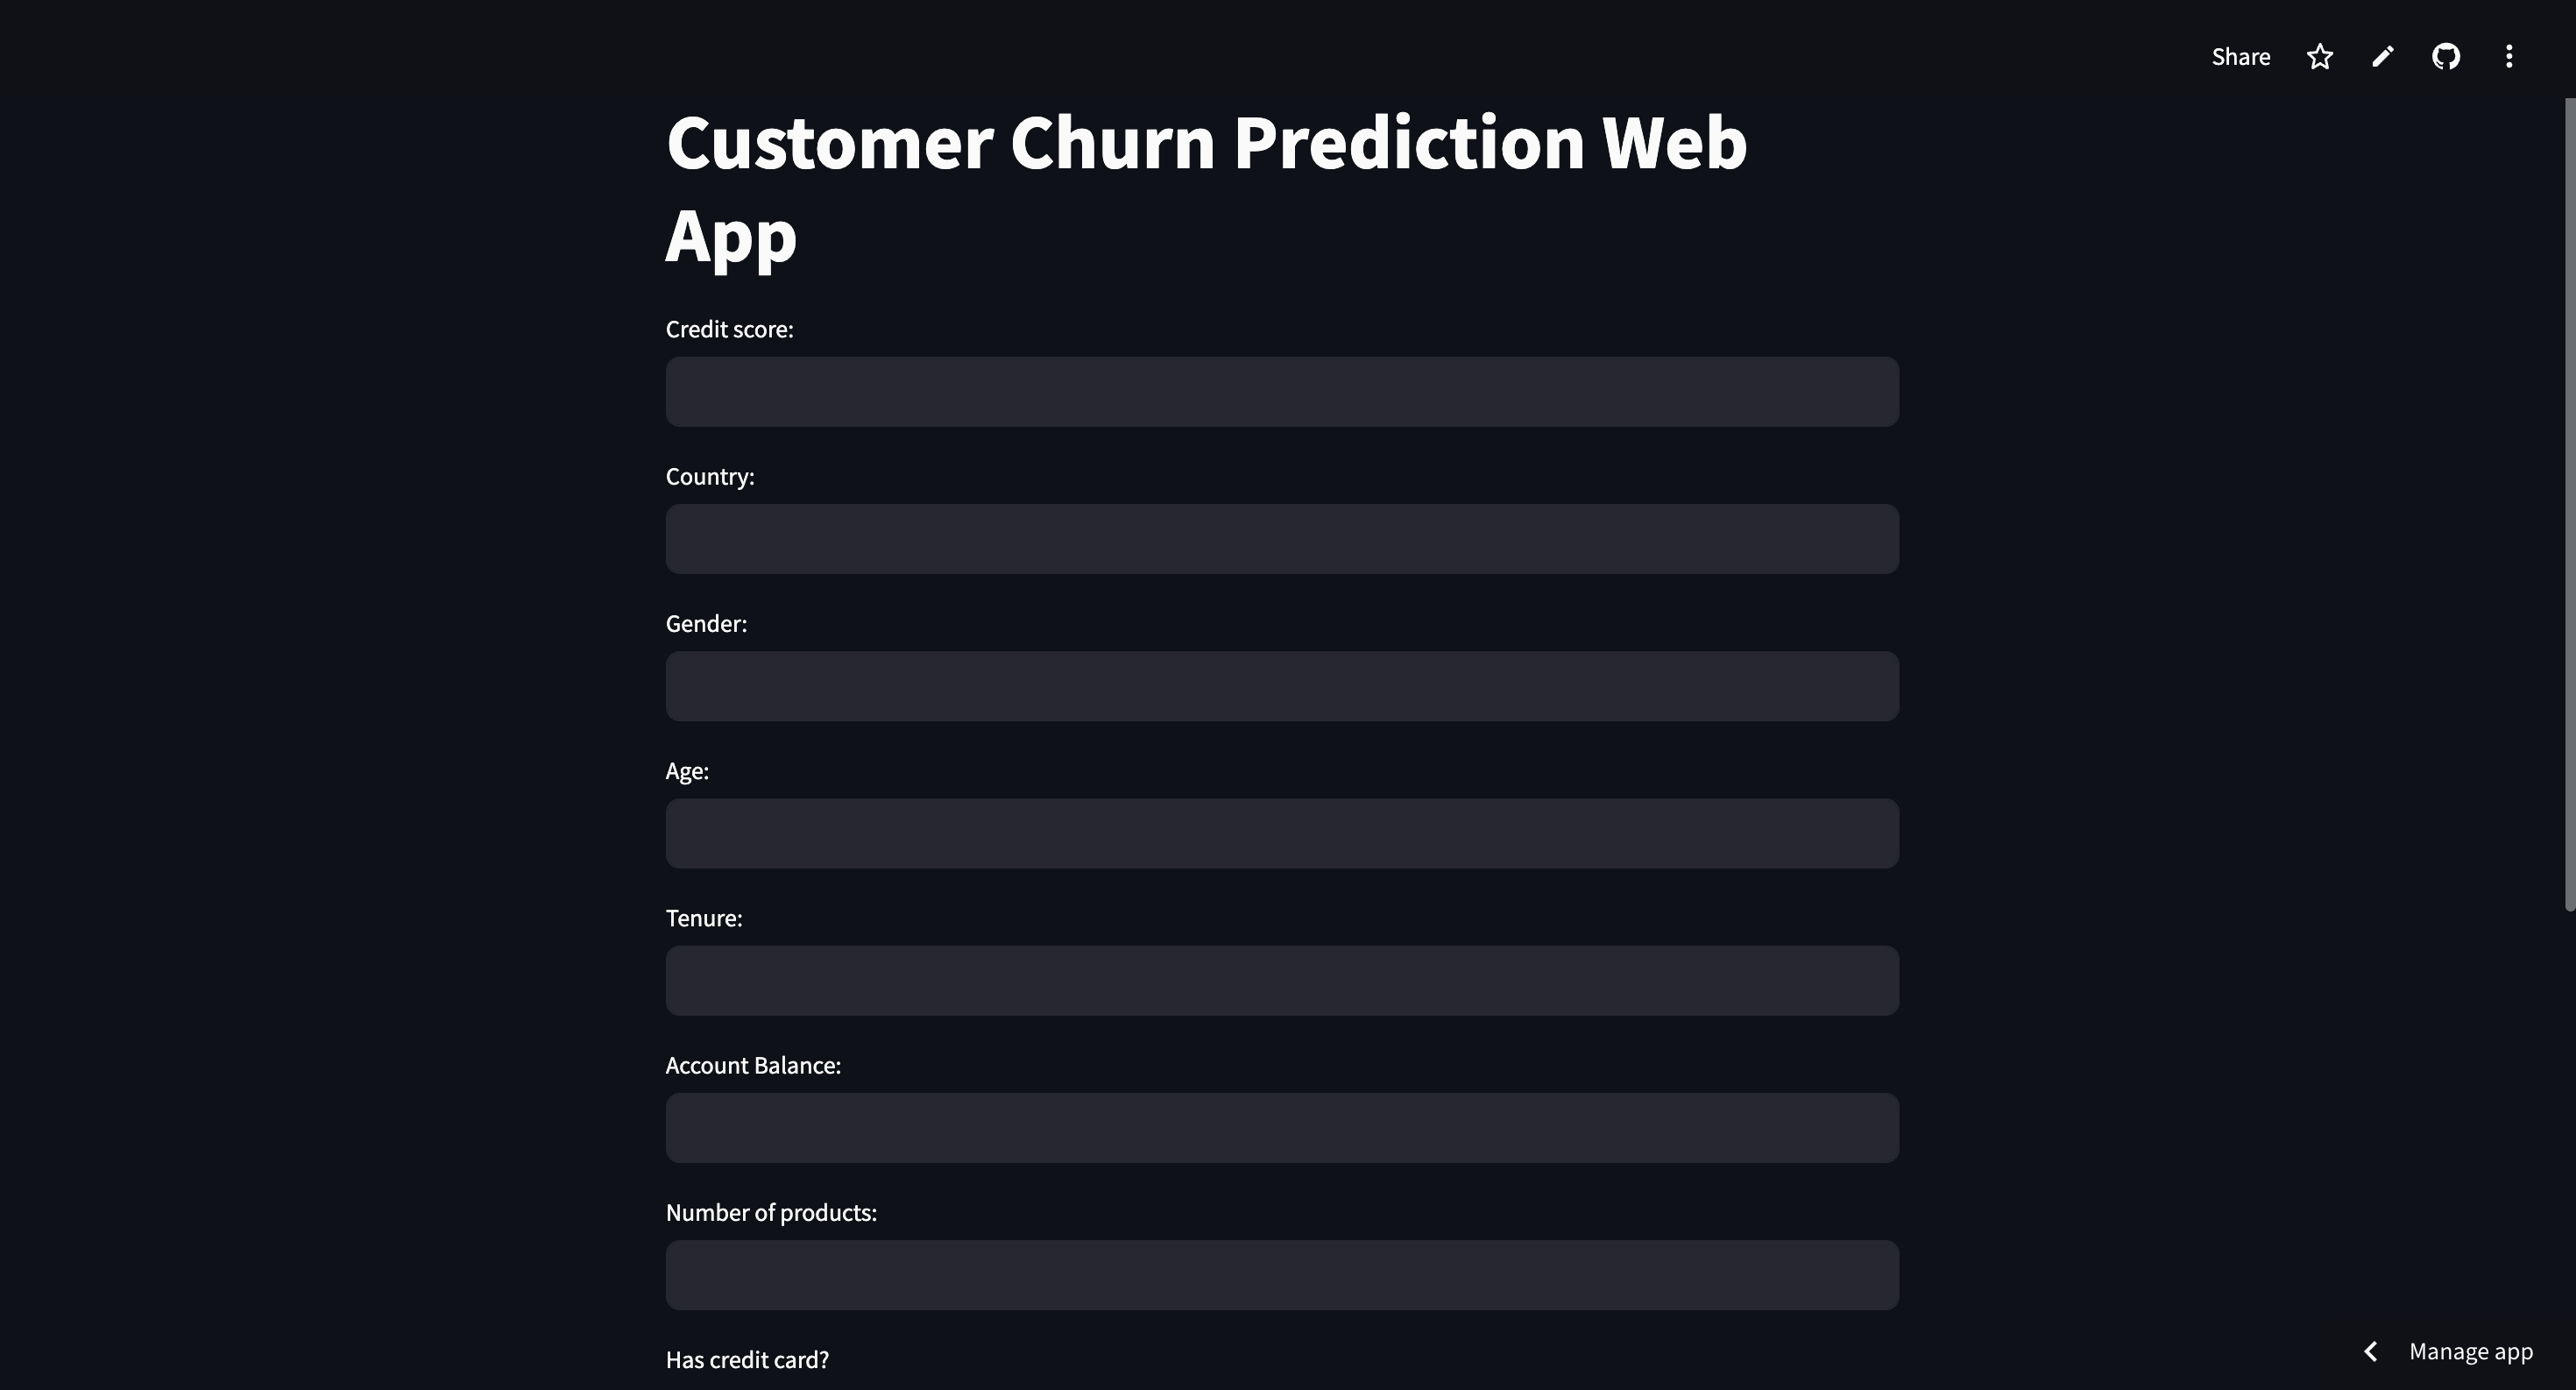 Share
Customer Churn Prediction Web
App
Credit score:
Country:
Gender:
Age:
Tenure:
Account Balance:
Number of products:
Has credit card?
Manage app